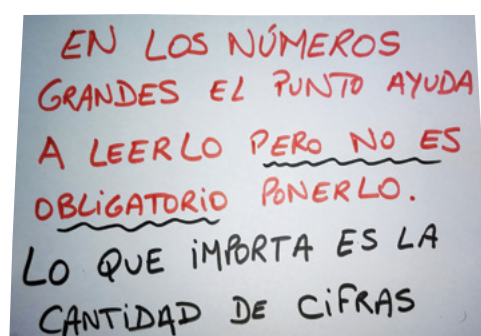 EN LOS NÚMEROS
GRANDES EL PUNTO AYUDA
A LEERLO PERO NO ES
OBLIGATORIO PONERLO.
LO QUE IMPORTA ES LA
CANTIDAD DE CIFRAS